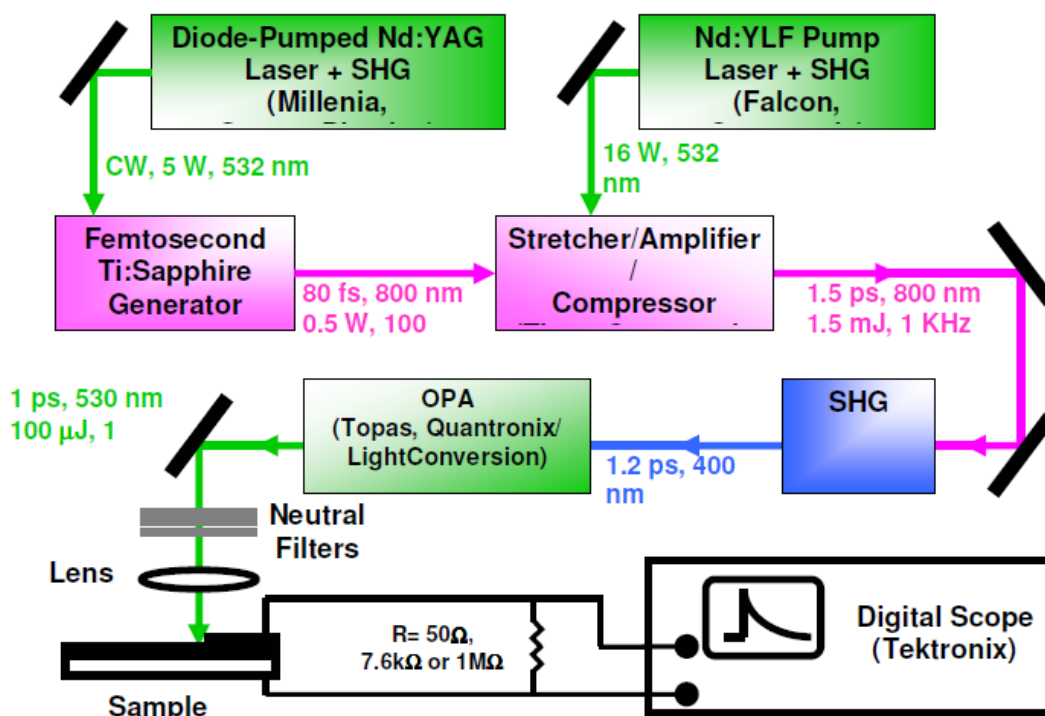 Diode-Pumped Nd:YAG
Laser + SHG
(Millenia,
Nd:YLF Pump
Laser + SHG
(Falcon,
CW, 5 W, 532 nm
16 W, 532
nm
Femtosecond
Ti:Sapphire
Generator
80 fs, 800 nm
0.5 W, 100
Stretcher/Amplifier
/
Compressor
1.5 ps, 800 nm
1.5 mJ, 1 KHz
1 ps, 530 nm
100 μJ, 1
OPA
(Topas, Quantronix/
LightConversion)
1.2 ps, 400
nm
SHG
Neutral
Filters
Lens
R= 50Ω,
7.6kΩ or 1MΩ
Digital Scope
(Tektronix)
Sample